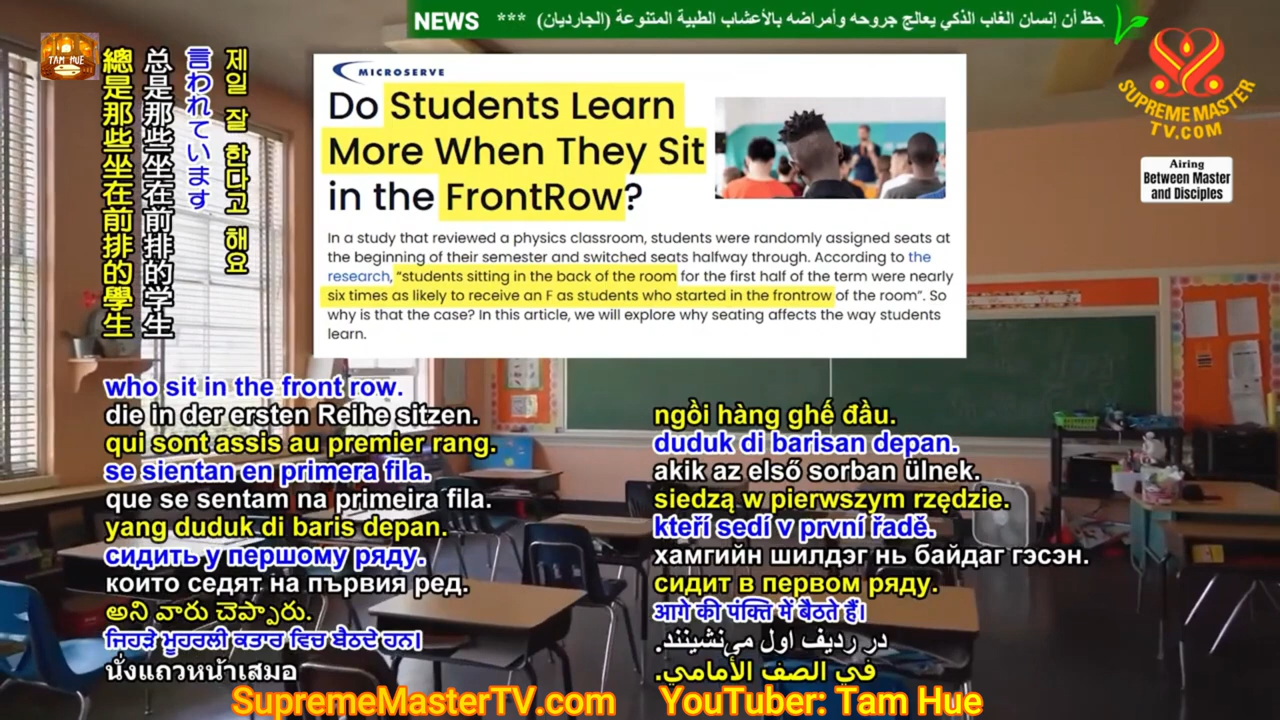 NEWS *** حظ أن إنسان الغاب الذكي يعالج جروحه وأمراضه بالأعشاب الطبية المتنوعة (الجارديان)
TAM HUE
SUPREME MASTER
TV.COM
Airing
Between Master
and Disciples
제일 잘 한다고 해요
言われています
总是那些坐在前排的学生
總是那些坐在前排的學生
MICROSERVE
Do Students Learn
More When They Sit
in the FrontRow?
In a study that reviewed a physics classroom, students were randomly assigned seats at
the beginning of their semester and switched seats halfway through. According to the
research, “students sitting in the back of the room for the first half of the term were nearly
six times as likely to receive an F as students who started in the frontrow of the room”. So
why is that the case? In this article, we will explore why seating affects the way students
learn.
who sit in the front row.
die in der ersten Reihe sitzen.
qui sont assis au premier rang.
se sientan en primera fila.
que se sentam na primeira fila.
yang duduk di baris depan.
сидить у першому ряду.
които седят на първия ред.
అని వారు చెప్పారు.
ਜਿਹੜੇ ਮੂਹਰਲੀ ਕਤਾਰ ਵਿਚ ਬੈਠਦੇ ਹਨ।
นั่งแถวหน้าเสมอ
ngồi hàng ghế đầu.
duduk di barisan depan.
akik az első sorban ülnek.
siedzą w pierwszym rzędzie.
kteří sedí v první řadě.
хамгийн шилдэг нь байдаг гэсэн.
сидит в первом ряду.
आगे की पंक्ति में बैठते हैं।
در ردیف اول می‌نشینند.
في الصف الأمامي.
SupremeMasterTV.com YouTuber: Tam Hue